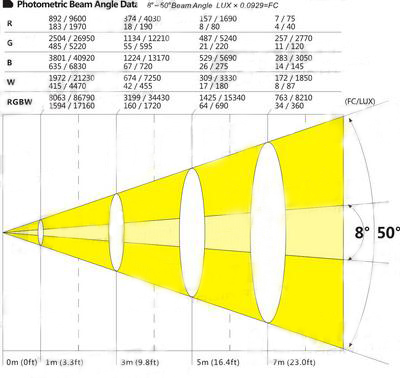 Photometric Beam Angle Data 8°~50° Beam Angle LUX × 0.0929=FC
R 892 / 9600 374 / 4030 157 / 1690 7 / 75
183 / 1970 18 / 190 8 / 80 4 / 40
G 2504 / 26950 1134 / 12210 487 / 5240 257 / 2770
485 / 5220 55 / 595 21 / 220 11 / 120
B 3801 / 40920 1224 / 13170 529 / 5690 283 / 3050
635 / 6830 67 / 720 26 / 275 14 / 145
W 1972 / 21230 674 / 7250 309 / 3330 172 / 1850
415 / 4470 42 / 455 17 / 180 8 / 87
RGBW 8063 / 86790 3199 / 34430 1425 / 15340 763 / 8210
1594 / 17160 160 / 1720 64 / 690 34 / 360
(FC/LUX)
8° 50°
0m (0ft) 1m (3.3ft) 3m (9.8ft) 5m (16.4ft) 7m (23.0ft)